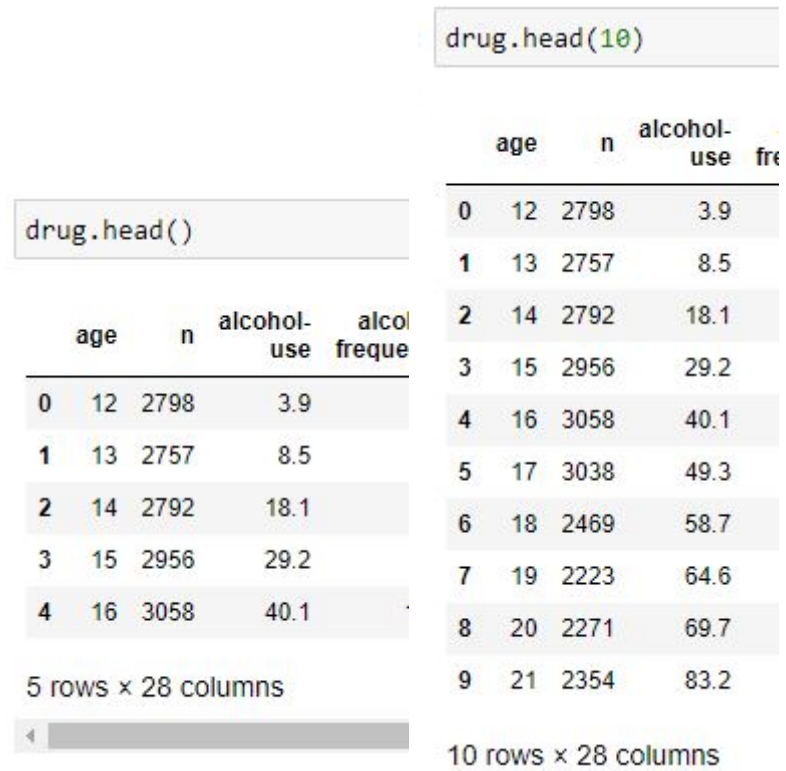 drug.head()
age n alcohol-use
0 12 2798 3.9
1 13 2757 8.5
2 14 2792 18.1
3 15 2956 29.2
4 16 3058 40.1
5 rows × 28 columns
drug.head(10)
age n alcohol-use
0 12 2798 3.9
1 13 2757 8.5
2 14 2792 18.1
3 15 2956 29.2
4 16 3058 40.1
5 17 3038 49.3
6 18 2469 58.7
7 19 2223 64.6
8 20 2271 69.7
9 21 2354 83.2
10 rows × 28 columns